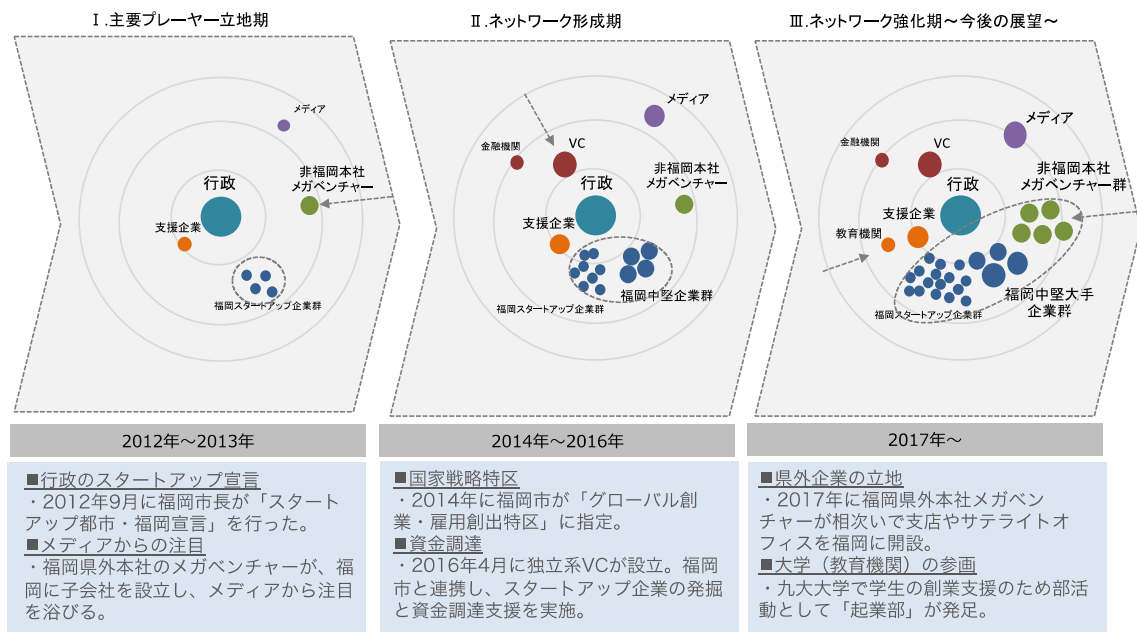 Ⅰ.主要プレーヤー立地期
メディア
非福岡本社
メガベンチャー
行政
支援企業
福岡スタートアップ企業群
2012年～2013年
■行政のスタートアップ宣言
・2012年9月に福岡市長が「スタート
アップ都市・福岡宣言」を行った。
■メディアからの注目
・福岡県外本社のメガベンチャーが、福
岡に子会社を設立し、メディアから注目
を浴びる。
Ⅱ.ネットワーク形成期
メディア
金融機関
VC
非福岡本社
メガベンチャー
行政
支援企業
福岡中堅企業群
福岡スタートアップ企業群
2014年～2016年
■国家戦略特区
・2014年に福岡市が「グローバル創
業・雇用創出特区」に指定。
■資金調達
・2016年4月に独立系VCが設立。福岡
市と連携し、スタートアップ企業の発掘
と資金調達支援を実施。
Ⅲ.ネットワーク強化期～今後の展望～
メディア
金融機関
VC
非福岡本社
メガベンチャー群
行政
支援企業
教育機関
福岡中堅大手
企業群
福岡スタートアップ企業群
2017年～
■県外企業の立地
・2017年に福岡県外本社メガベン
チャーが相次いで支店やサテライトオ
フィスを福岡に開設。
■大学（教育機関）の参画
・九大大学で学生の創業支援のため部活
動として「起業部」が発足。